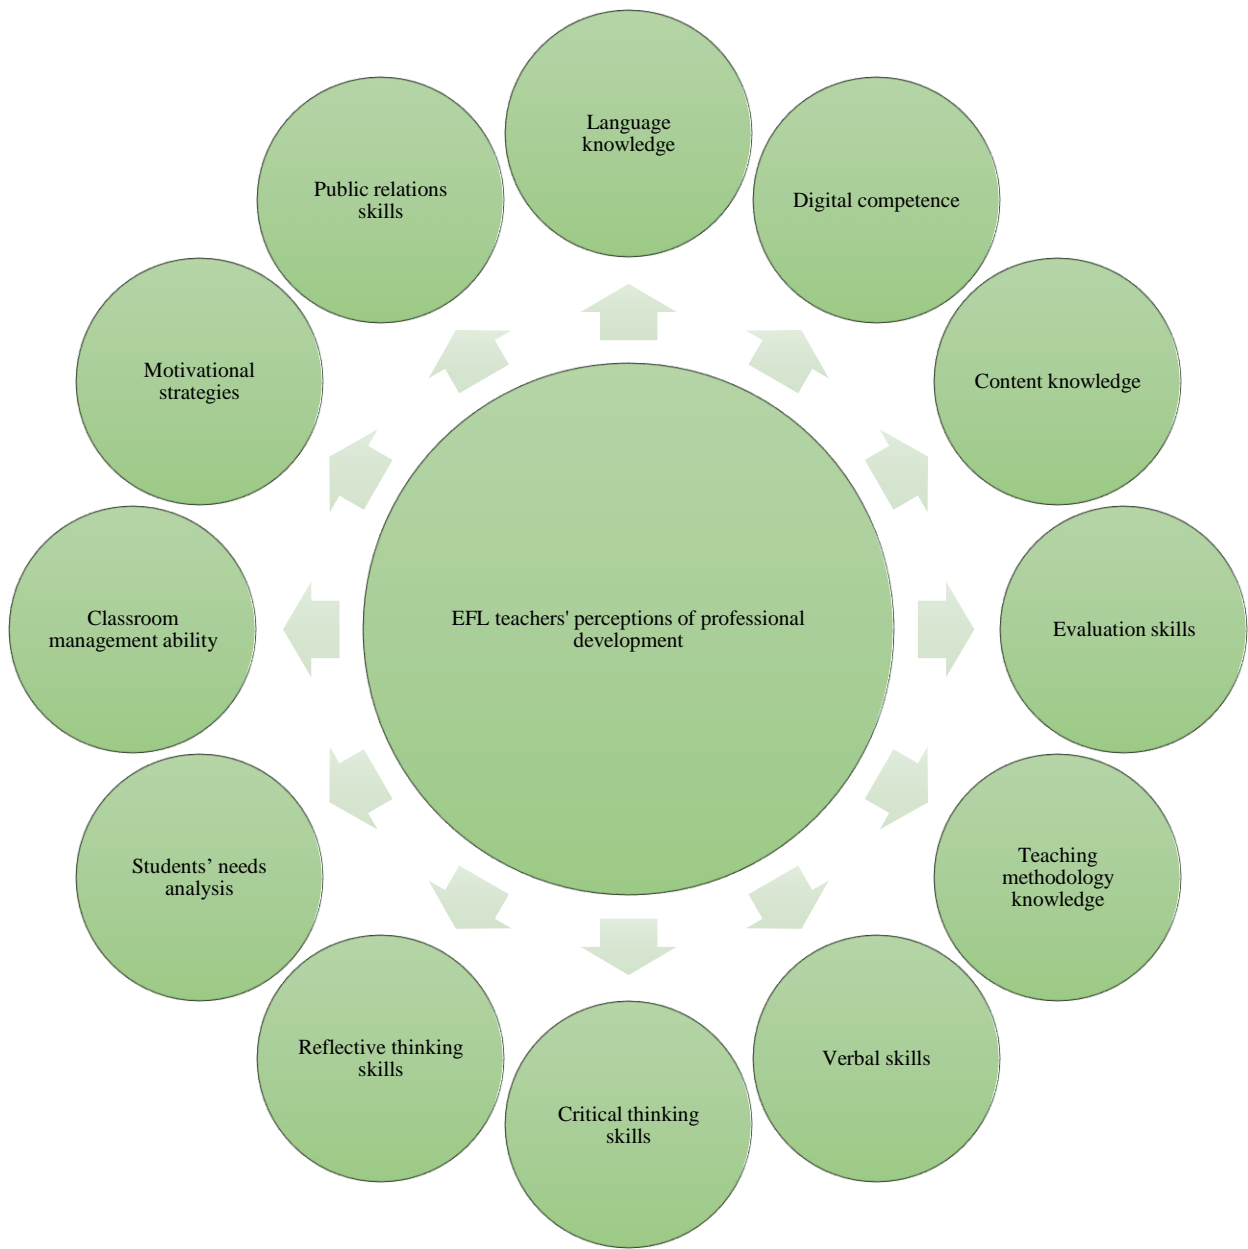 Language
knowledge
Digital competence
Content knowledge
Evaluation skills
Teaching
methodology
knowledge
Verbal skills
Critical thinking
skills
Reflective thinking
skills
Students’ needs
analysis
Classroom
management ability
Motivational
strategies
Public relations
skills
EFL teachers' perceptions of professional
development